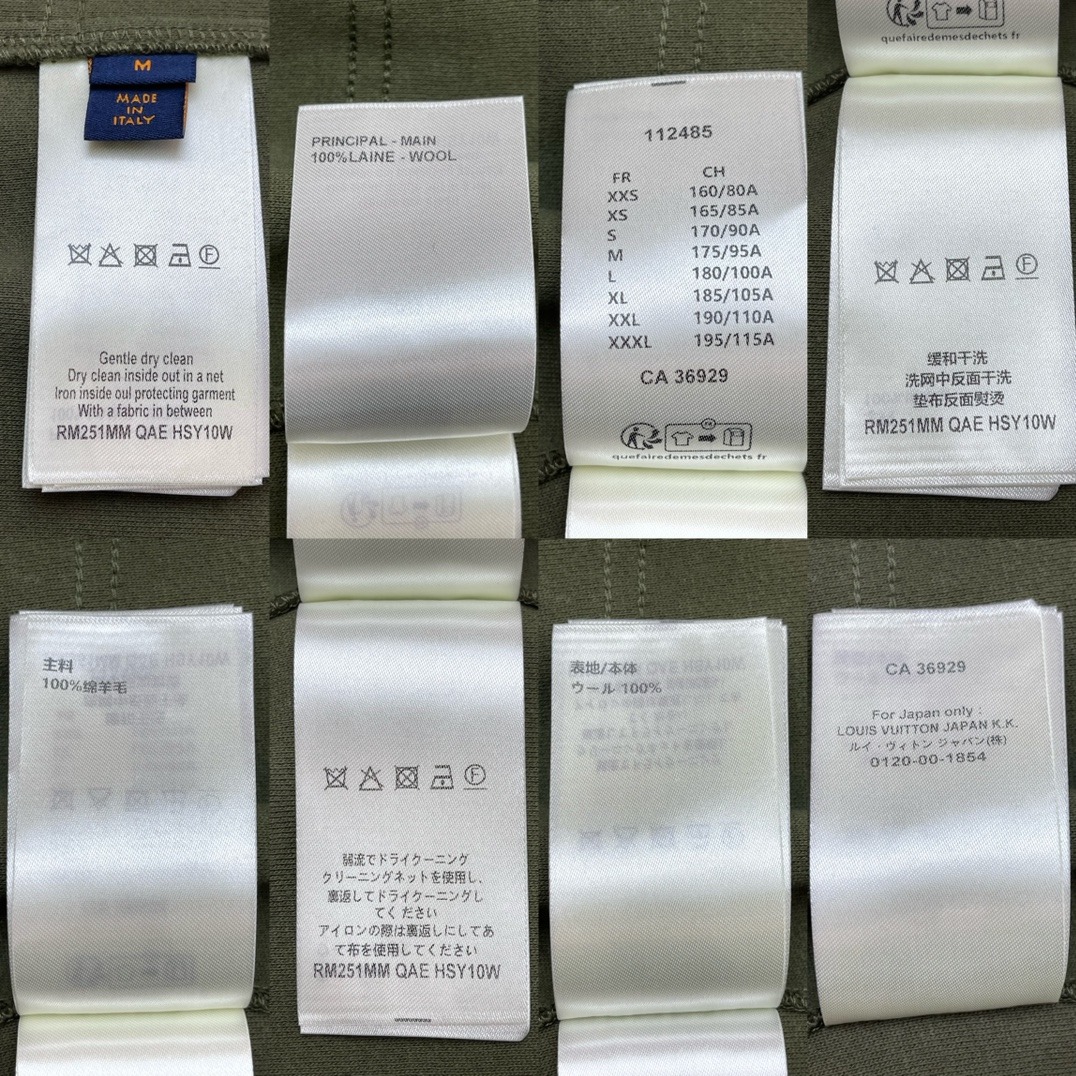 M
MADE
IN
ITALY
Gentle dry clean
Dry clean inside out in a net
Iron inside oul protecting garment
With a fabric in between
RM251MM QAE HSY10W
PRINCIPAL - MAIN
100%LAINE - WOOL
112485
FR CH
XXS 160/80A
XS 165/85A
S 170/90A
M 175/95A
L 180/100A
XL 185/105A
XXL 190/110A
XXXL 195/115A
CA 36929
FR
quefairedemesdechets fr
quefairedemesdechets fr
F
缓和干洗
洗网中反面干洗
垫布反面熨烫
RM251MM QAE HSY10W
主料
100%绵羊毛
F
弱流でドライクーニング
クリーニングネットを使用し、
裏返してドライクーニングし
てください
アイロンの際は裏返しにしてあ
て布を使用してください
RM251MM QAE HSY10W
表地/本体
ウール 100%
CA 36929
For Japan only :
LOUIS VUITTON JAPAN K.K.
ルイ・ヴィトン ジャパン(株)
0120-00-1854